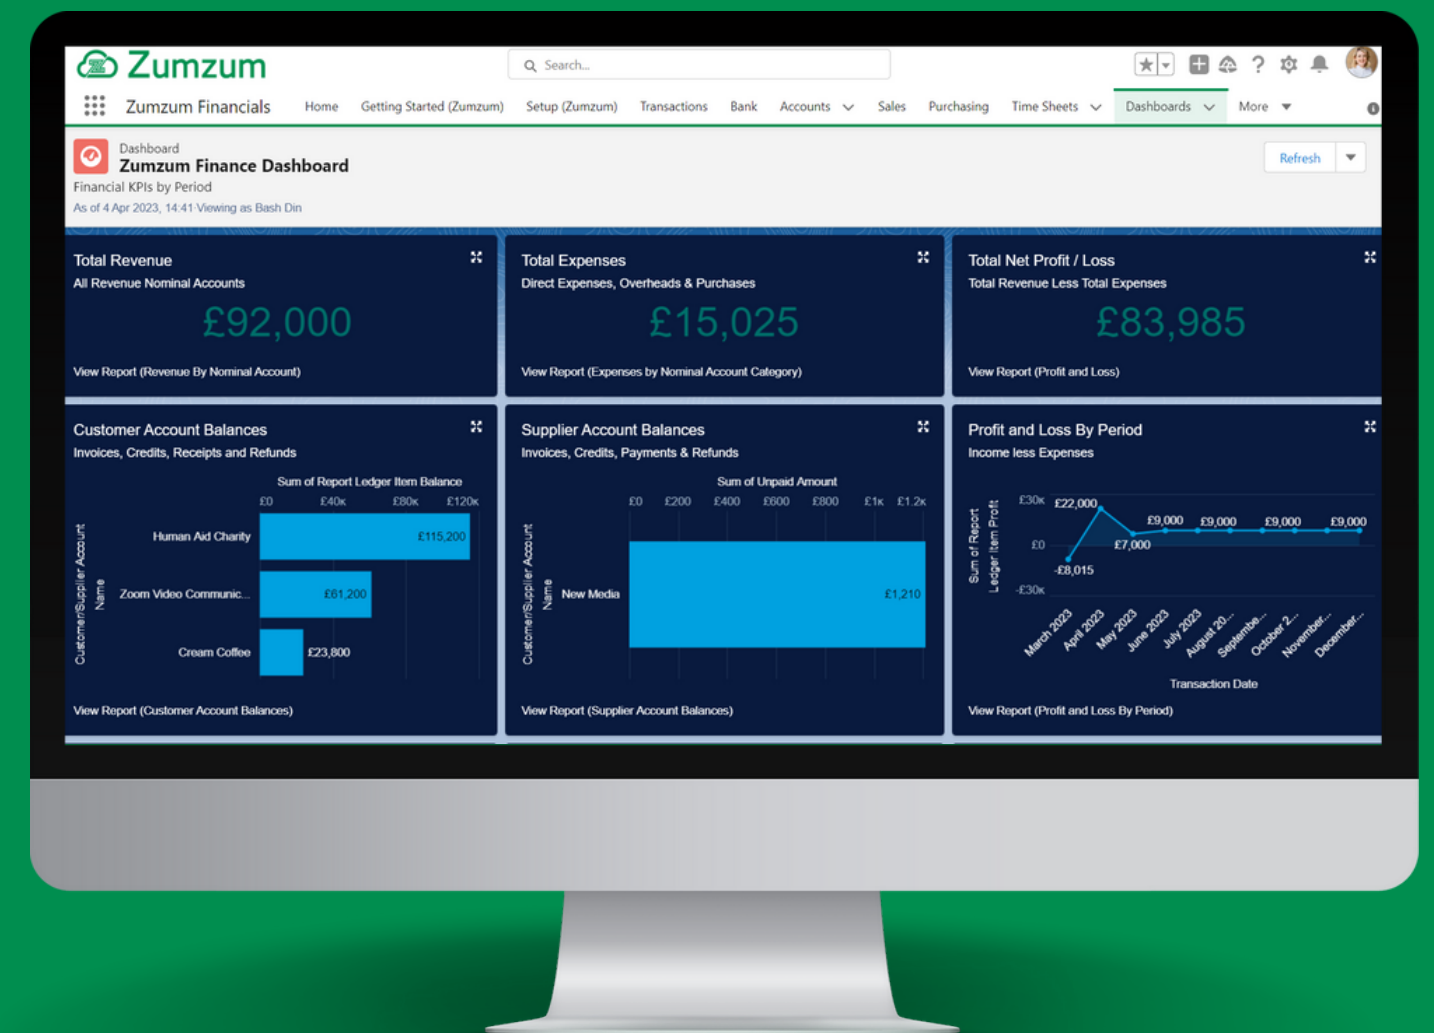 Zumzum
Search...
Zumzum Financials Home Getting Started (Zumzum) Setup (Zumzum) Transactions Bank Accounts Sales Purchasing Time Sheets Dashboards More
Dashboard
Zumzum Finance Dashboard
Financial KPIs by Period
As of 4 Apr 2023, 14:41 Viewing as Bash Din
Refresh
Total Revenue
All Revenue Nominal Accounts
£92,000
View Report (Revenue By Nominal Account)
Total Expenses
Direct Expenses, Overheads & Purchases
£15,025
View Report (Expenses by Nominal Account Category)
Total Net Profit / Loss
Total Revenue Less Total Expenses
£83,985
View Report (Profit and Loss)
Customer Account Balances
Invoices, Credits, Receipts and Refunds
Sum of Report Ledger Item Balance
£0 £40K £80K £120K
Customer/Supplier Account
Name
Human Aid Charity £115,200
Zoom Video Communic... £61,200
Cream Coffee £23,800
View Report (Customer Account Balances)
Supplier Account Balances
Invoices, Credits, Payments & Refunds
Sum of Unpaid Amount
£0 £200 £400 £600 £800 £1K £1.2K
Customer/Supplier Account
Name
New Media £1,210
View Report (Supplier Account Balances)
Profit and Loss By Period
Income less Expenses
Sum of Report
Ledger Item Profit
£30K
£0
-£30K
-£8,015 £22,000 £7,000 £9,000 £9,000 £9,000 £9,000
March 2023 April 2023 May 2023 June 2023 July 2023 August 20... Septembe... October 2... November... December...
Transaction Date
View Report (Profit and Loss By Period)